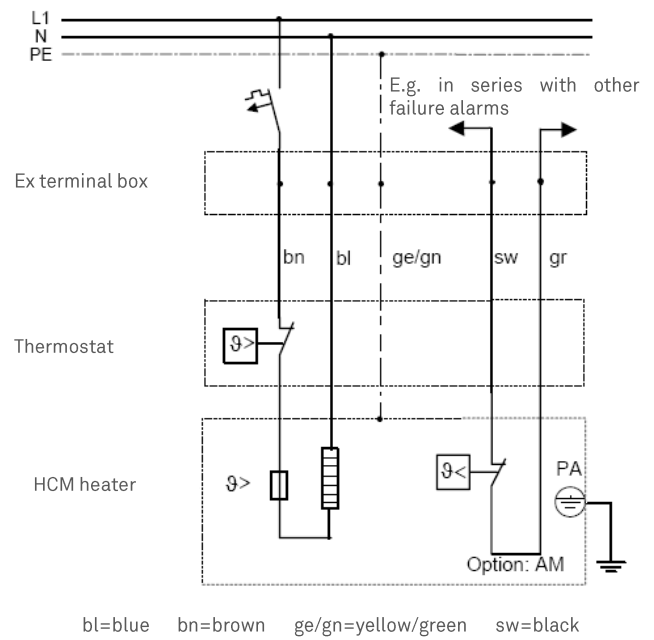 L1
N
PE
E.g. in series with other
failure alarms
Ex terminal box
bn bl ge/gn sw gr
Thermostat
ϑ>
HCM heater
ϑ>
ϑ<
PA
Option: AM
bl=blue bn=brown ge/gn=yellow/green sw=black